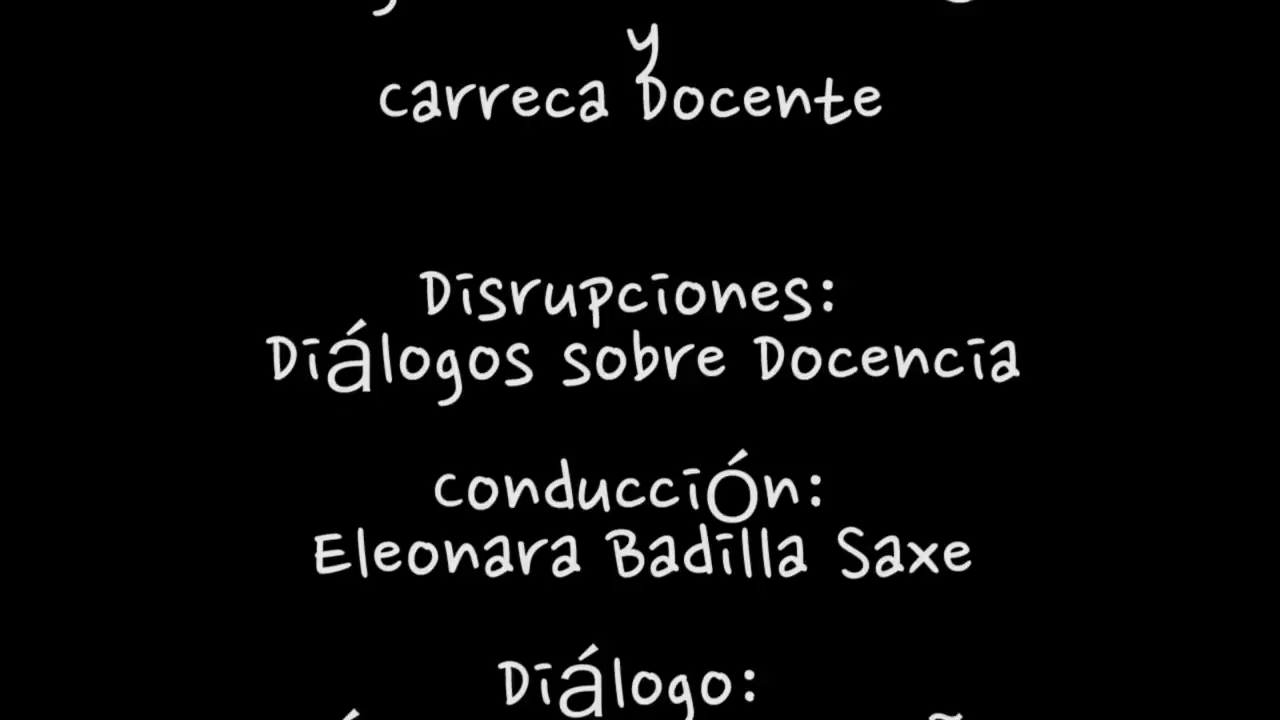 y
carreca Docente
Disrupciones:
Diálogos sobre Docencia
conducción:
Eleonara Badilla Saxe
Diálogo: